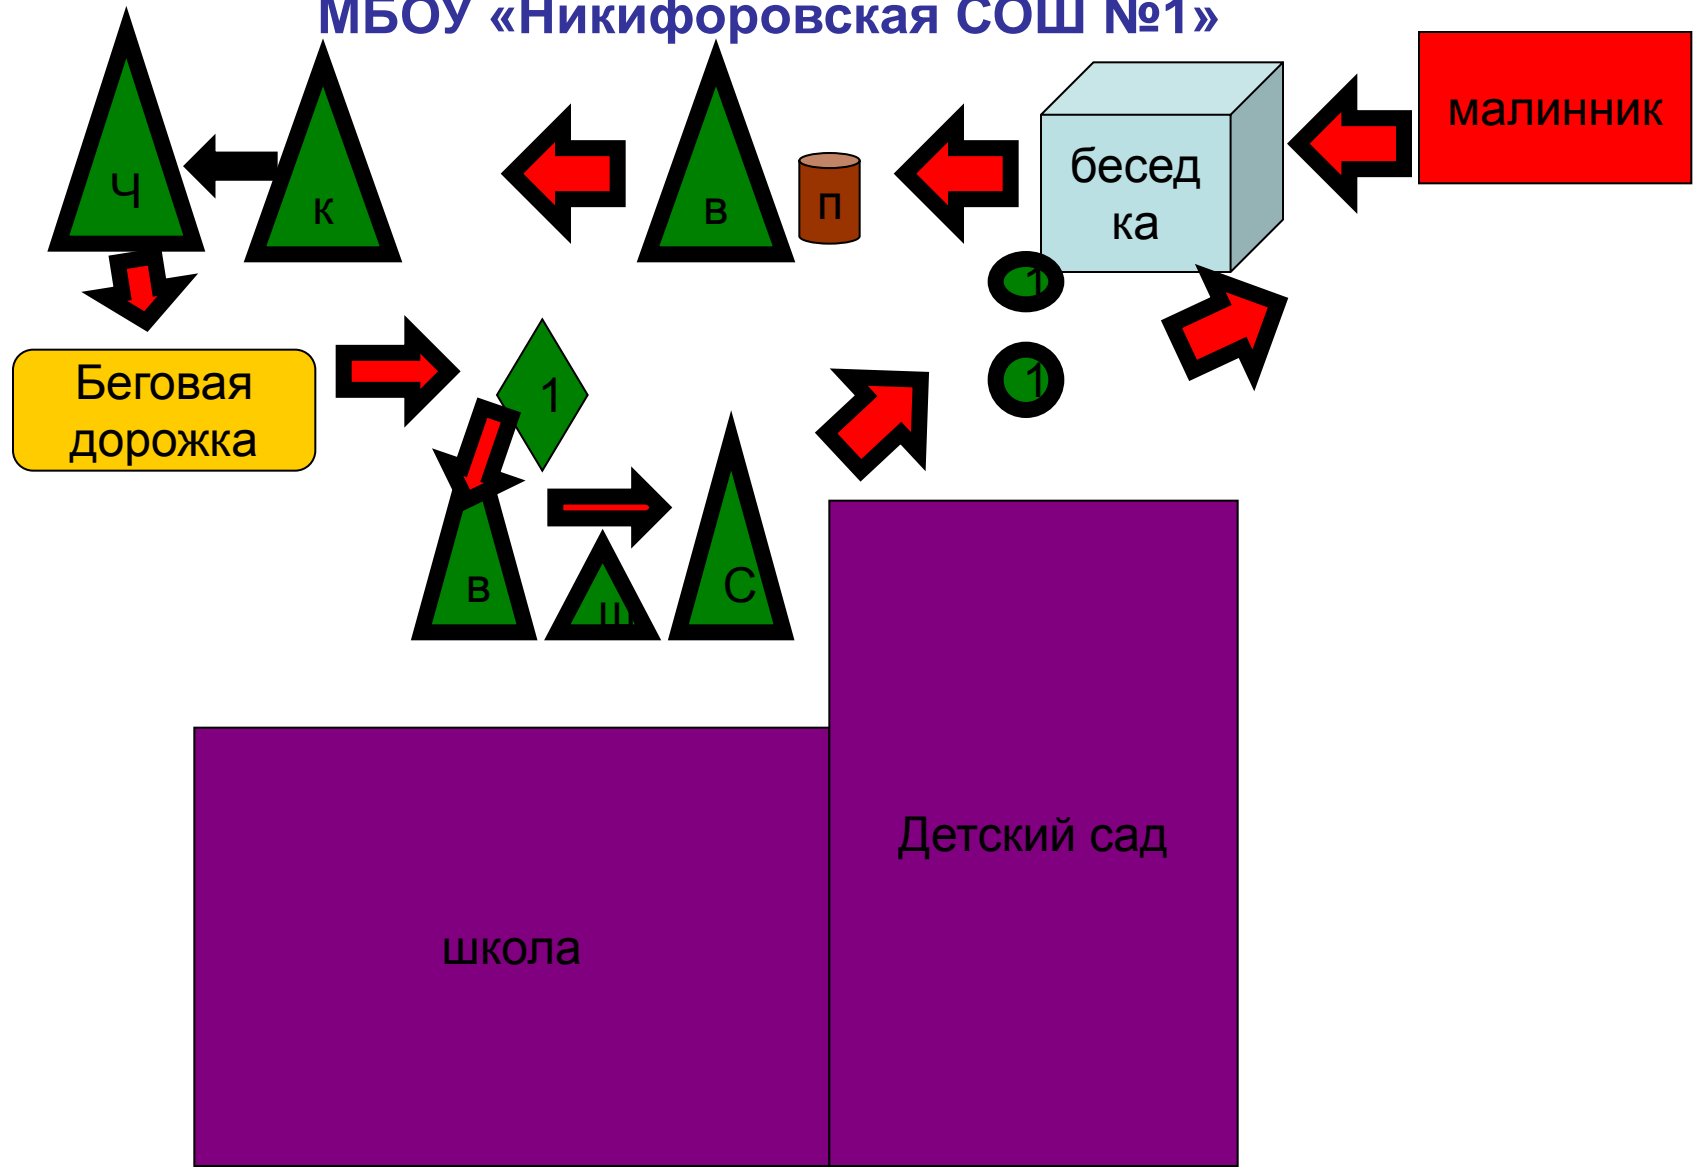 МБОУ «Никифоровская СОШ №1»
малинник
бесед
ка
Ч
к
в
п
1
1
Беговая
дорожка
1
в
С
Детский сад
школа